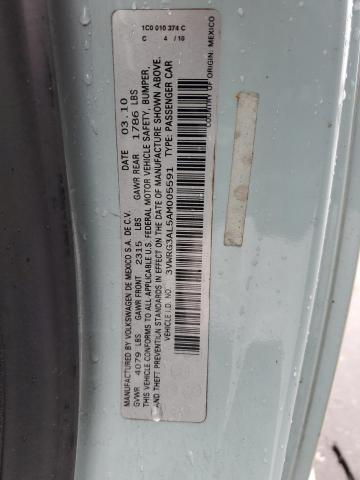 1C0 010 374 C
C 4 / 10
MANUFACTURED BY VOLKSWAGEN DE MEXICO S.A. DE C.V. DATE 03.10
GVWR 4079 LBS GAWR FRONT 2315 LBS GAWR REAR 1786 LBS
THIS VEHICLE CONFORMS TO ALL APPLICABLE U.S. FEDERAL MOTOR VEHICLE SAFETY, BUMPER,
AND THEFT PREVENTION STANDARDS IN EFFECT ON THE DATE OF MANUFACTURE SHOWN ABOVE.
VEHICLE I.D. NO. 3VWRG3AL5AM005591 TYPE: PASSENGER CAR
COUNTRY OF ORIGIN: MEXICO